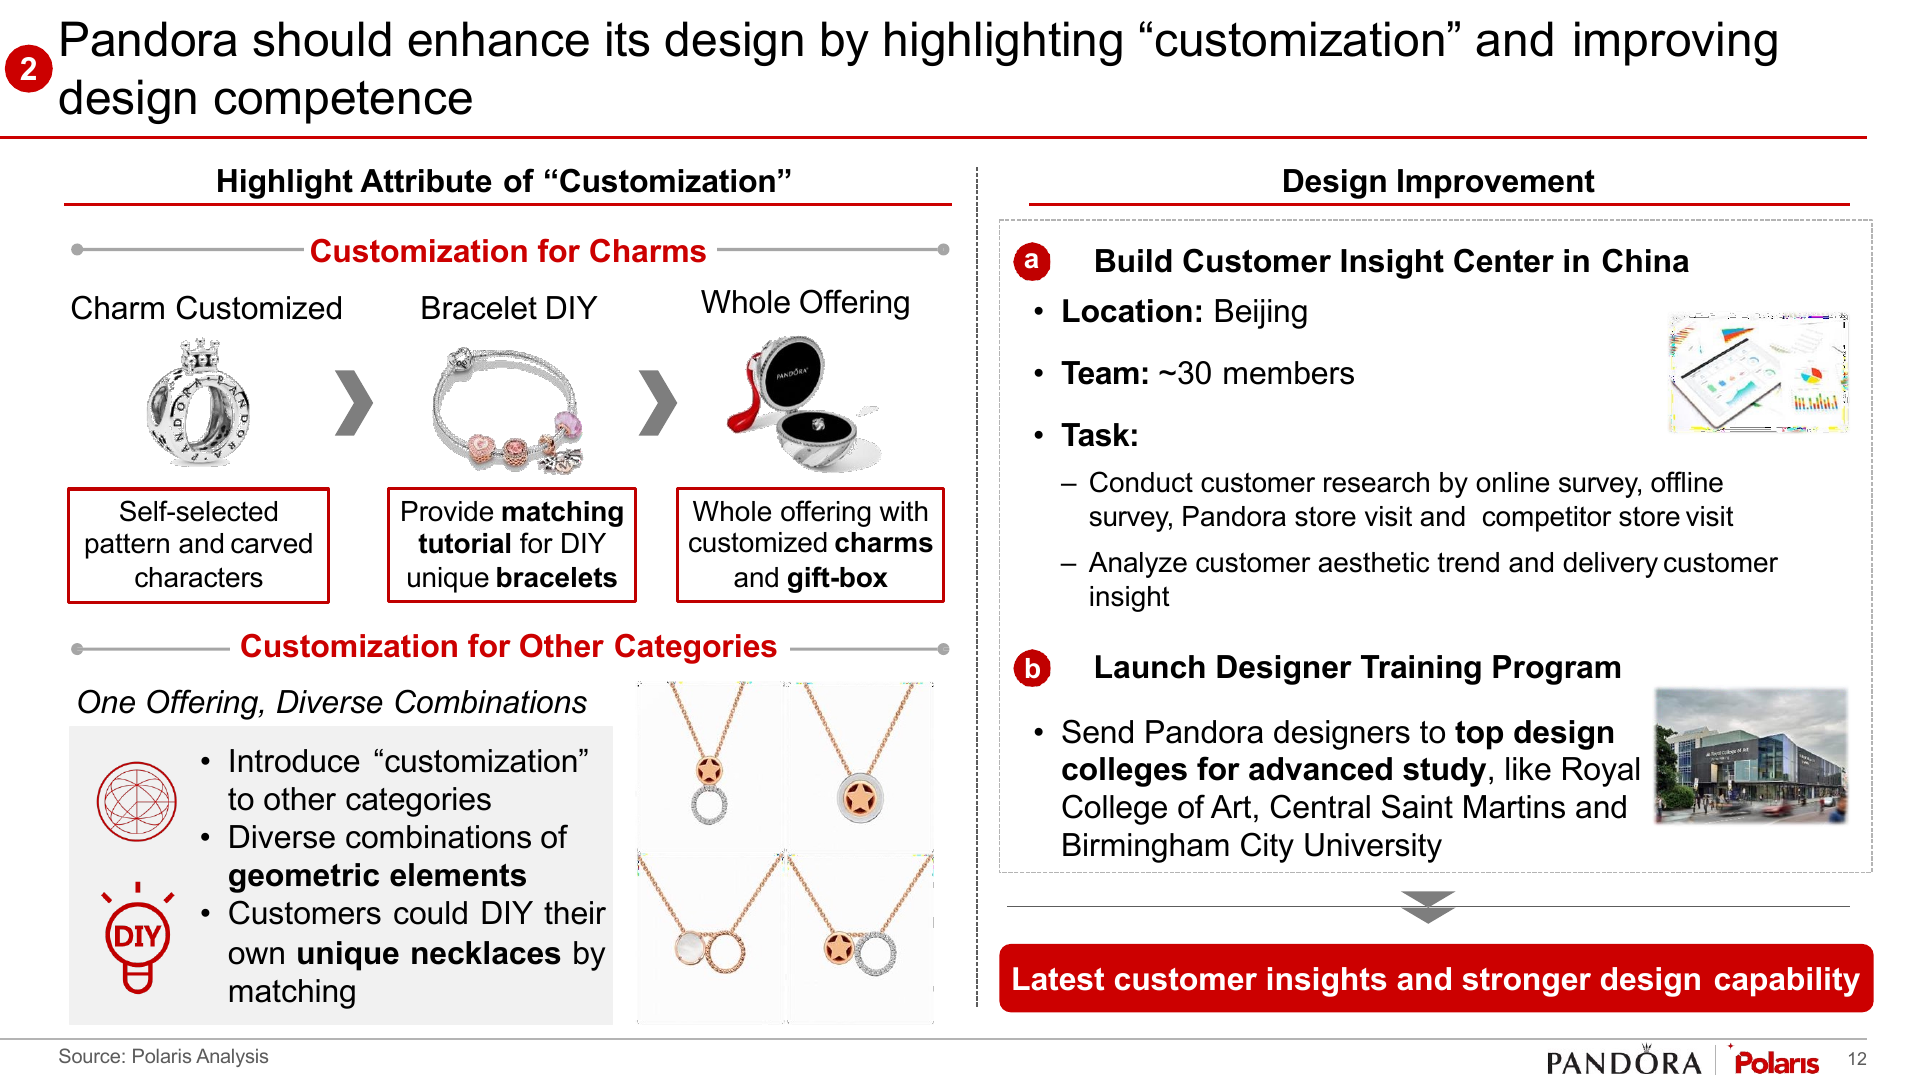 2
Pandora should enhance its design by highlighting “customization” and improving
design competence
Highlight Attribute of “Customization”
Customization for Charms
Charm Customized
Bracelet DIY
Whole Offering
PANDORA
PANDORA
Self-selected
pattern and carved
characters
Provide matching
tutorial for DIY
unique bracelets
Whole offering with
customized charms
and gift-box
Customization for Other Categories
One Offering, Diverse Combinations
• Introduce “customization”
to other categories
• Diverse combinations of
geometric elements
• Customers could DIY their
own unique necklaces by
matching
DIY
Design Improvement
a
Build Customer Insight Center in China
• Location: Beijing
• Team: ~30 members
• Task:
– Conduct customer research by online survey, offline
survey, Pandora store visit and competitor store visit
– Analyze customer aesthetic trend and delivery customer
insight
b
Launch Designer Training Program
• Send Pandora designers to top design
colleges for advanced study, like Royal
College of Art, Central Saint Martins and
Birmingham City University
Latest customer insights and stronger design capability
Source: Polaris Analysis
PANDÓRA
Polaris
12